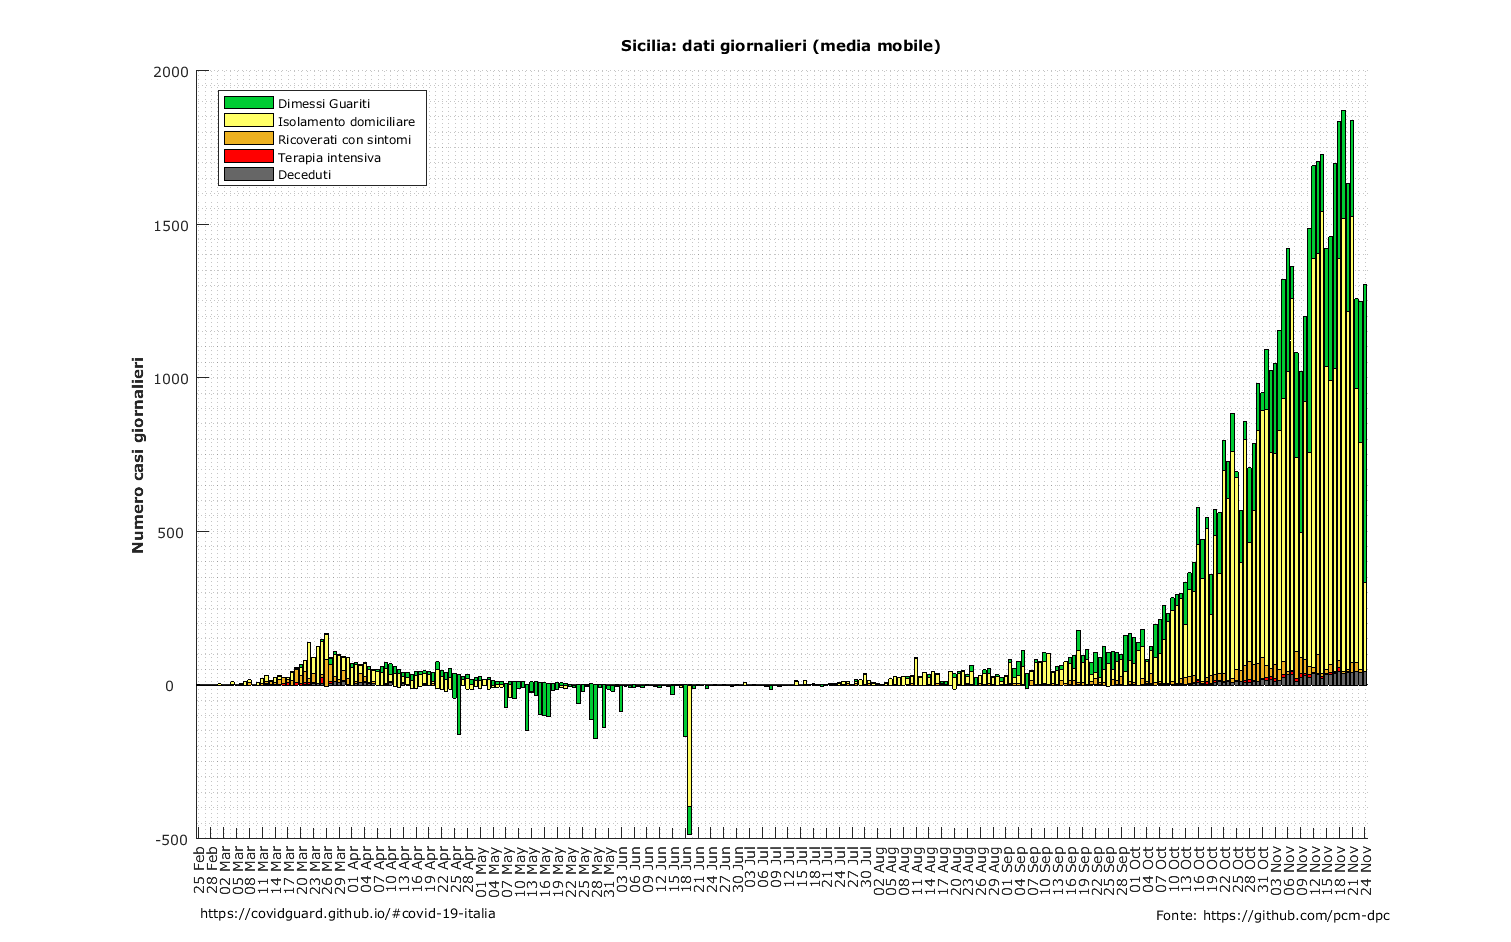 Sicilia: dati giornalieri (media mobile)
2000
1500
1000
500
0
-500
Numero casi giornalieri
Dimessi Guariti
Isolamento domiciliare
Ricoverati con sintomi
Terapia intensiva
Deceduti
25 Feb
28 Feb
02 Mar
05 Mar
08 Mar
11 Mar
14 Mar
17 Mar
20 Mar
23 Mar
26 Mar
29 Mar
01 Apr
04 Apr
07 Apr
10 Apr
13 Apr
16 Apr
19 Apr
22 Apr
25 Apr
28 Apr
01 May
04 May
07 May
10 May
13 May
16 May
19 May
22 May
25 May
28 May
31 May
03 Jun
06 Jun
09 Jun
12 Jun
15 Jun
18 Jun
21 Jun
24 Jun
27 Jun
30 Jun
03 Jul
06 Jul
09 Jul
12 Jul
15 Jul
18 Jul
21 Jul
24 Jul
27 Jul
30 Jul
02 Aug
05 Aug
08 Aug
11 Aug
14 Aug
17 Aug
20 Aug
23 Aug
26 Aug
29 Aug
01 Sep
04 Sep
07 Sep
10 Sep
13 Sep
16 Sep
19 Sep
22 Sep
25 Sep
28 Sep
01 Oct
04 Oct
07 Oct
10 Oct
13 Oct
16 Oct
19 Oct
22 Oct
25 Oct
28 Oct
31 Oct
03 Nov
06 Nov
09 Nov
12 Nov
15 Nov
18 Nov
21 Nov
24 Nov
https://covidguard.github.io/#covid-19-italia
Fonte: https://github.com/pcm-dpc